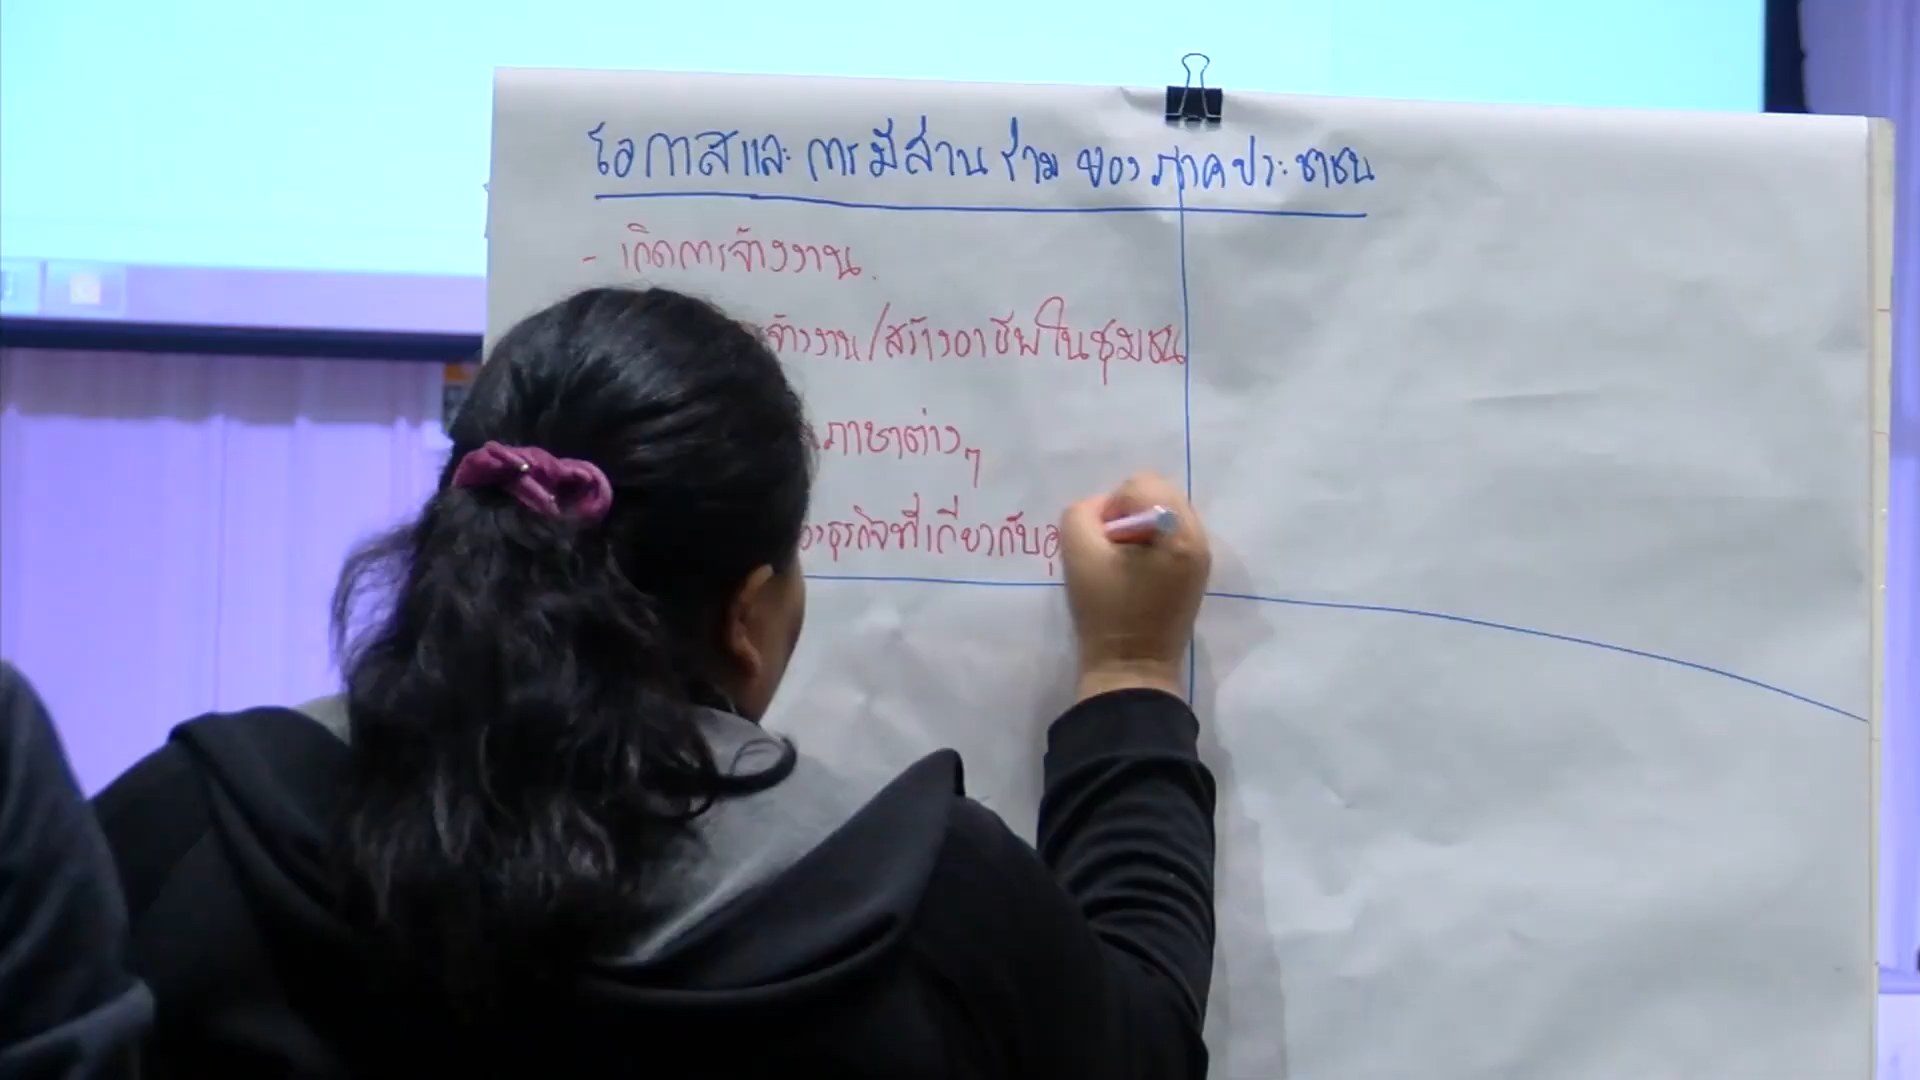 โอกาสและการมีส่วนร่วมของภาคประชาชน
- เกิดการจ้างงาน.
จ้างงาน/สร้างอาชีพในชุมชน
ภาษาต่างๆ
ธุรกิจที่เกี่ยวกับ